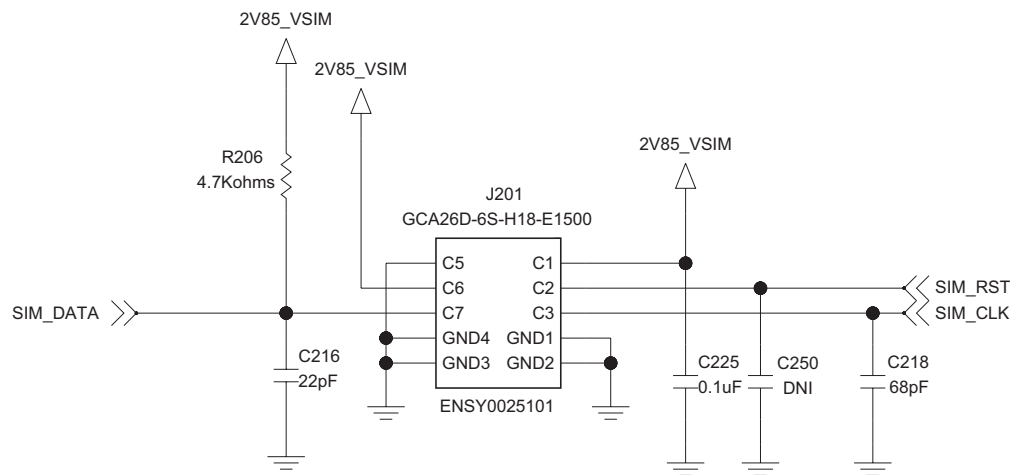 2V85_VSIM
2V85_VSIM
R206
4.7Kohms
2V85_VSIM
J201
GCA26D-6S-H18-E1500
C5
C1
C6
C2
SIM_RST
SIM_DATA
C7
C3
SIM_CLK
GND4
GND1
GND3
GND2
C216
22pF
C225
0.1uF
C250
DNI
C218
68pF
ENSY0025101